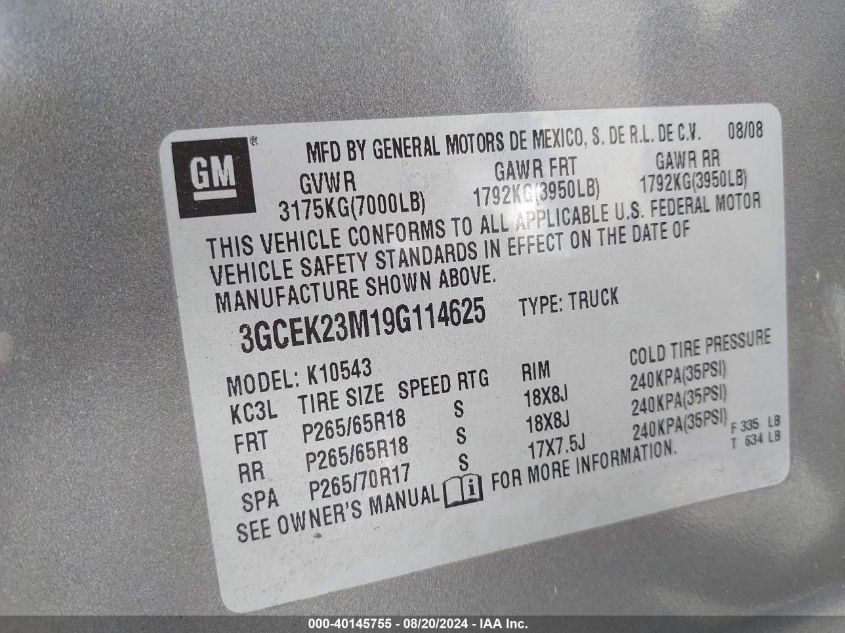 GM ® MFD BY GENERAL MOTORS DE MEXICO, S. DE R.L. DE C.V. 08/08
GVWR GAWR FRT GAWR RR
3175KG(7000LB) 1792KG(3950LB) 1792KG(3950LB)
THIS VEHICLE CONFORMS TO ALL APPLICABLE U.S. FEDERAL MOTOR
VEHICLE SAFETY STANDARDS IN EFFECT ON THE DATE OF
MANUFACTURE SHOWN ABOVE.
3GCEK23M19G114625 TYPE: TRUCK
MODEL: K10543
KC3L TIRE SIZE SPEED RTG RIM COLD TIRE PRESSURE
FRT P265/65R18 S 18X8J 240KPA(35PSI)
RR P265/65R18 S 18X8J 240KPA(35PSI)
SPA P265/70R17 S 17X7.5J 240KPA(35PSI) F 335 LB
T 634 LB
SEE OWNER'S MANUAL FOR MORE INFORMATION.
000-40145755 - 08/20/2024 - IAA Inc.